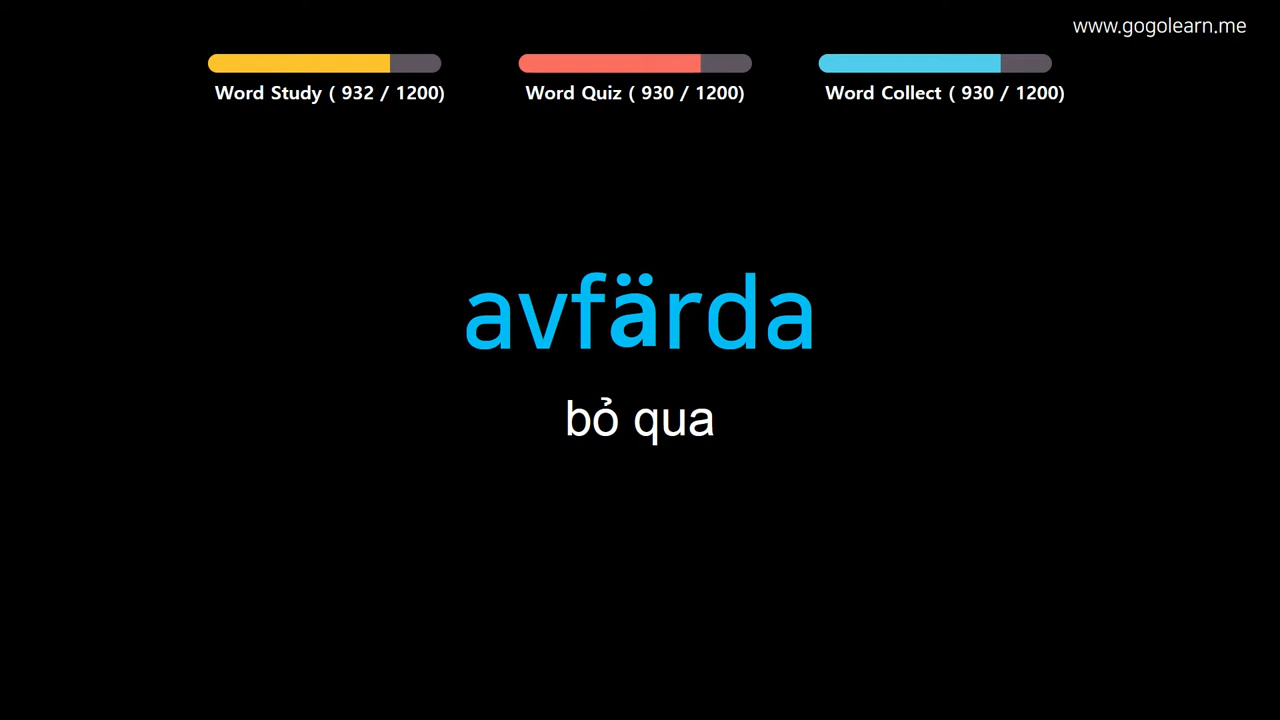 www.gogolearn.me
Word Study ( 932 / 1200)
Word Quiz ( 930 / 1200)
Word Collect ( 930 / 1200)
avfärda
bỏ qua